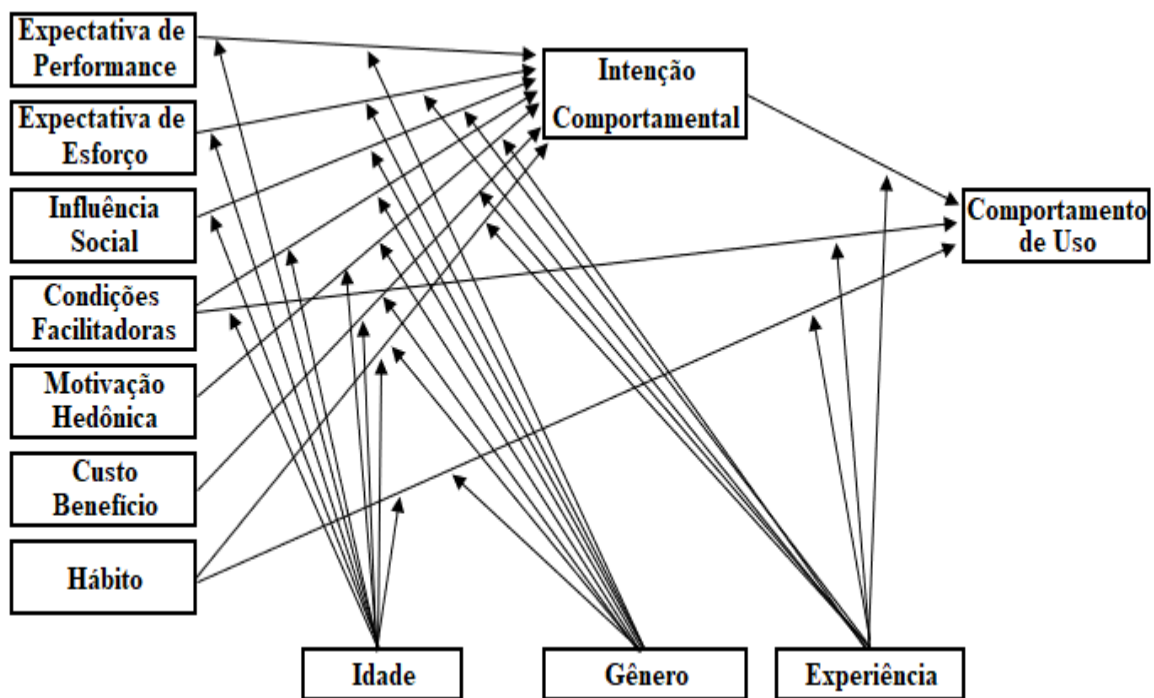 Expectativa de
Performance
Expectativa de
Esforço
Influência
Social
Condições
Facilitadoras
Motivação
Hedônica
Custo
Benefício
Hábito
Intenção
Comportamental
Comportamento
de Uso
Idade
Gênero
Experiência